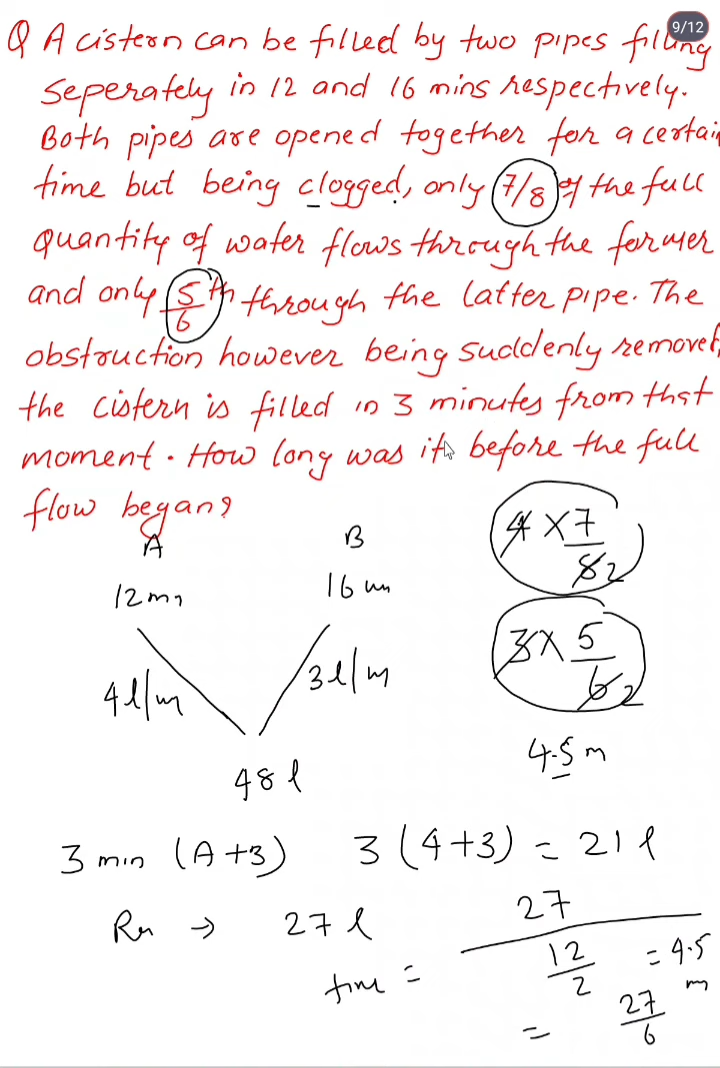 9/12
Q A cistern can be filled by two pipes filling
seperately in 12 and 16 mins respectively.
Both pipes are opened together for a certain
time but being clogged, only 7/8 of the full
quantity of water flows through the former
and only 5/6 th through the latter pipe. The
obstruction however being suddenly removed,
the cistern is filled in 3 minutes from that
moment. How long was it before the full
flow began?
A B 4 × 7/8 2
12 mn 16 mn
3 × 5/6 2
4 l/m 3 l/m
4.5 m
48 l
3 min (A+3) 3(4+3) = 21 l
Rm → 27 l
time = 27 / 12/2 = 4.5 m
= 27/6